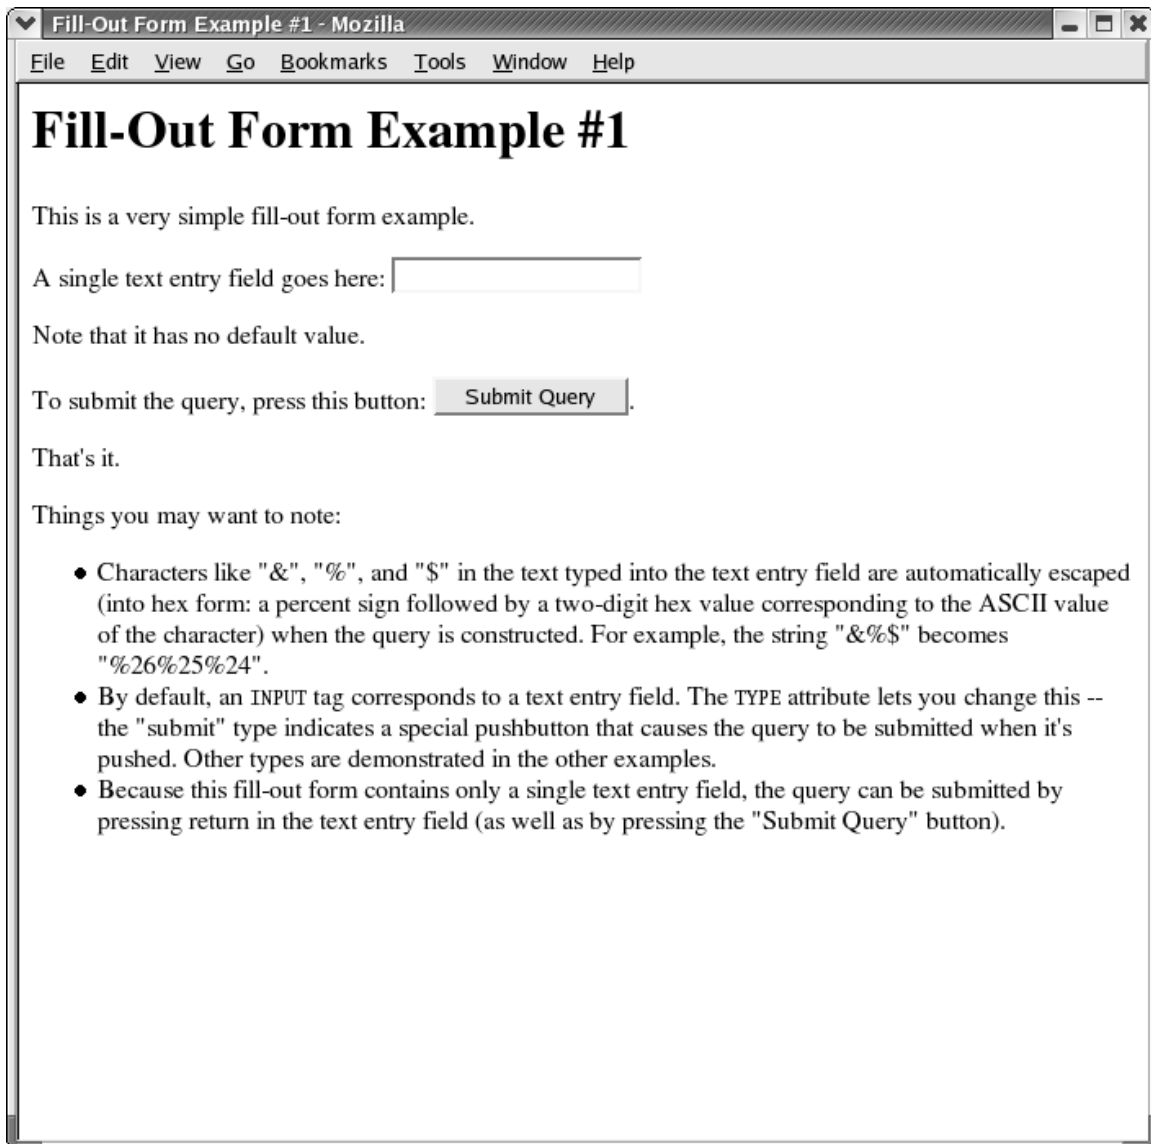 Fill-Out Form Example #1 - Mozilla
File Edit View Go Bookmarks Tools Window Help
Fill-Out Form Example #1
This is a very simple fill-out form example.
A single text entry field goes here:
Note that it has no default value.
To submit the query, press this button: Submit Query.
That's it.
Things you may want to note:
● Characters like "&", "%", and "$" in the text typed into the text entry field are automatically escaped
(into hex form: a percent sign followed by a two-digit hex value corresponding to the ASCII value
of the character) when the query is constructed. For example, the string "&%$" becomes
"%26%25%24".
● By default, an INPUT tag corresponds to a text entry field. The TYPE attribute lets you change this --
the "submit" type indicates a special pushbutton that causes the query to be submitted when it's
pushed. Other types are demonstrated in the other examples.
● Because this fill-out form contains only a single text entry field, the query can be submitted by
pressing return in the text entry field (as well as by pressing the "Submit Query" button).